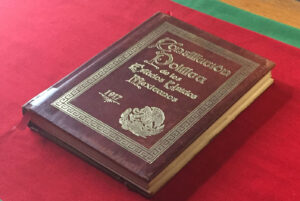 Constitución
Política
de los
Estados Unidos
Mexicanos
1917